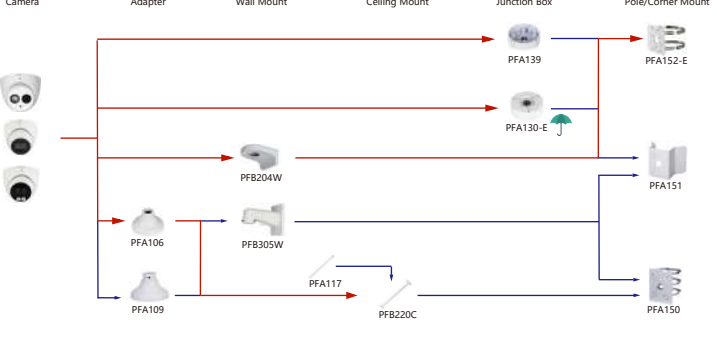 Camera Adapter Wall Mount Ceiling Mount Junction Box Pole/Corner Mount
PFA139 PFA152-E
PFA130-E
PFB204W PFA151
PFA106 PFB305W
PFA117
PFA109 PFB220C PFA150